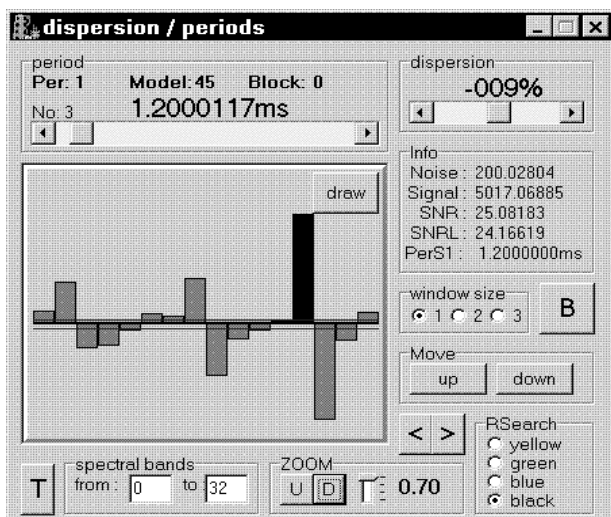 dispersion / periods
period
Per: 1 Model: 45 Block: 0
No: 3 1.2000117ms
dispersion
-009%
draw
Info
Noise : 200.02804
Signal : 5017.06885
SNR : 25.08183
SNRL : 24.16619
PerS1 : 1.2000000ms
window size
1 2 3
B
Move
up down
< >
RSearch
yellow
green
blue
black
T
spectral bands
from : 0 to 32
ZOOM
U D 0.70